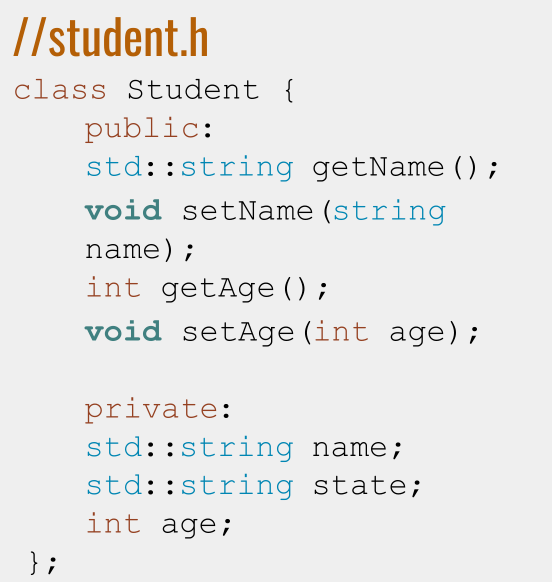 //student.h
class Student {
public:
std::string getName();
void setName(string
name);
int getAge();
void setAge(int age);
private:
std::string name;
std::string state;
int age;
};